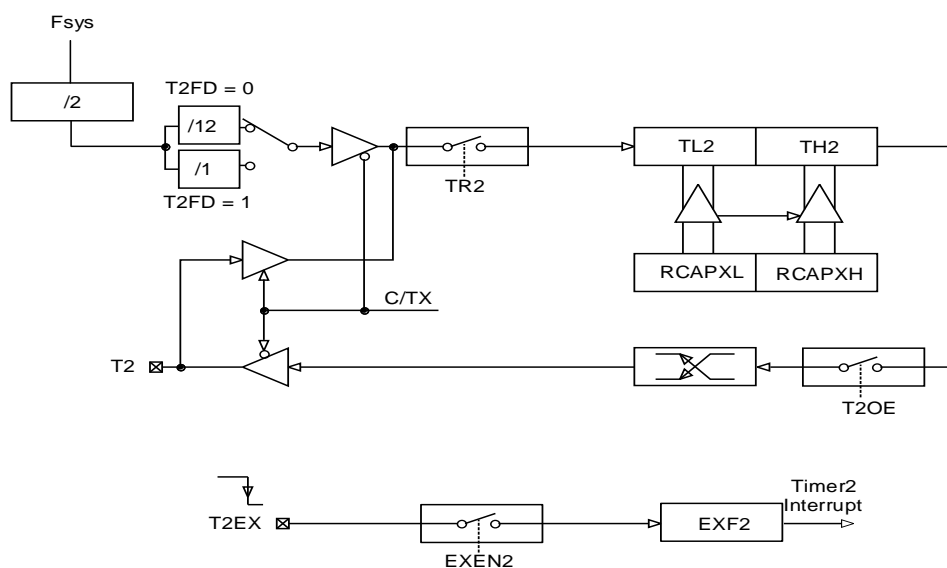 Fsys
/2
T2FD = 0
/12
/1
T2FD = 1
TR2
TL2
TH2
RCAPXL
RCAPXH
C/TX
T2
T2OE
T2EX
EXEN2
EXF2
Timer2
Interrupt